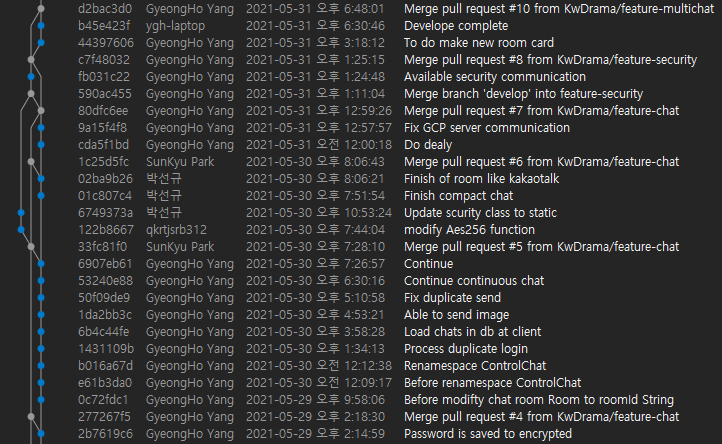 d2bac3d0 GyeongHo Yang 2021-05-31 오후 6:48:01 Merge pull request #10 from KwDrama/feature-multichat
b45e423f ygh-laptop 2021-05-31 오후 6:30:46 Develope complete
44397606 GyeongHo Yang 2021-05-31 오후 3:18:12 To do make new room card
c7f48032 GyeongHo Yang 2021-05-31 오후 1:25:15 Merge pull request #8 from KwDrama/feature-security
fb031c22 GyeongHo Yang 2021-05-31 오후 1:24:48 Available security communication
590ac455 GyeongHo Yang 2021-05-31 오후 1:11:04 Merge branch 'develop' into feature-security
80dfc6ee GyeongHo Yang 2021-05-31 오후 12:59:26 Merge pull request #7 from KwDrama/feature-chat
9a15f4f8 GyeongHo Yang 2021-05-31 오후 12:57:57 Fix GCP server communication
cda5f1bd GyeongHo Yang 2021-05-31 오전 12:00:18 Do dealy
1c25d5fc SunKyu Park 2021-05-30 오후 8:06:43 Merge pull request #6 from KwDrama/feature-chat
02ba9b26 박선규 2021-05-30 오후 8:06:21 Finish of room like kakaotalk
01c807c4 박선규 2021-05-30 오후 7:51:54 Finish compact chat
6749373a 박선규 2021-05-30 오후 10:53:24 Update scurity class to static
122b8667 qkrtjsrb312 2021-05-30 오후 7:44:04 modify Aes256 function
33fc81f0 SunKyu Park 2021-05-30 오후 7:28:10 Merge pull request #5 from KwDrama/feature-chat
6907eb61 GyeongHo Yang 2021-05-30 오후 7:26:57 Continue
53240e88 GyeongHo Yang 2021-05-30 오후 6:30:16 Continue continuous chat
50f09de9 GyeongHo Yang 2021-05-30 오후 5:10:58 Fix duplicate send
1da2bb3c GyeongHo Yang 2021-05-30 오후 4:53:21 Able to send image
6b4c44fe GyeongHo Yang 2021-05-30 오후 3:58:28 Load chats in db at client
1431109b GyeongHo Yang 2021-05-30 오후 1:34:13 Process duplicate login
b016a67d GyeongHo Yang 2021-05-30 오전 12:12:38 Renamespace ControlChat
e61b3da0 GyeongHo Yang 2021-05-30 오전 12:09:17 Before renamespace ControlChat
0c72fdc1 GyeongHo Yang 2021-05-29 오후 9:58:06 Before modifty chat room Room to roomId String
277267f5 GyeongHo Yang 2021-05-29 오후 2:18:30 Merge pull request #4 from KwDrama/feature-chat
2b7619c6 GyeongHo Yang 2021-05-29 오후 2:14:59 Password is saved to encrypted